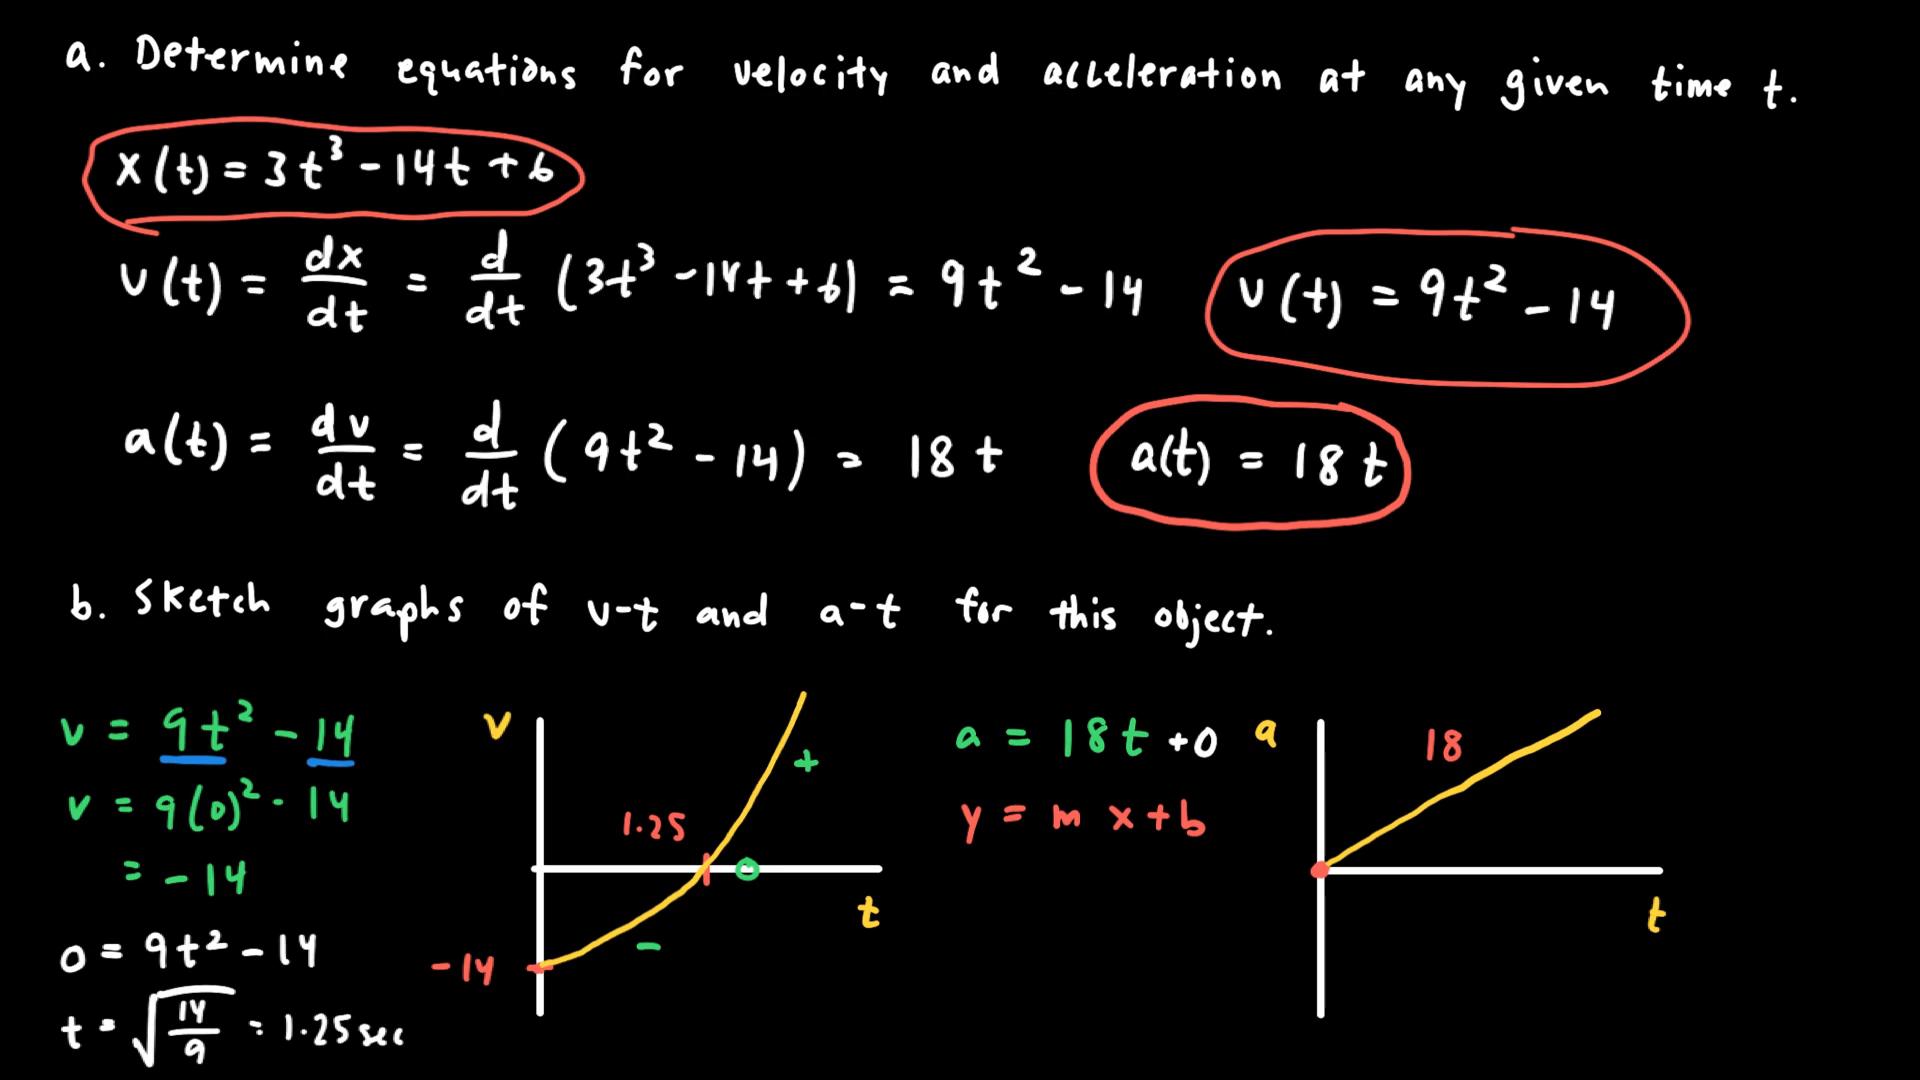 a. Determine equations for velocity and acceleration at any given time t.
x(t) = 3t³ - 14t + 6
v(t) = dx/dt = d/dt (3t³ - 14t + 6) = 9t² - 14 v(t) = 9t² - 14
a(t) = dv/dt = d/dt (9t² - 14) = 18t a(t) = 18t
b. Sketch graphs of v-t and a-t for this object.
v = 9t² - 14
v = 9(0)² - 14
= -14
0 = 9t² - 14
t = √(14/9) = 1.25 sec
v
+
1.25
t
-
-14
a = 18t + 0
y = m x + b
a
18
t